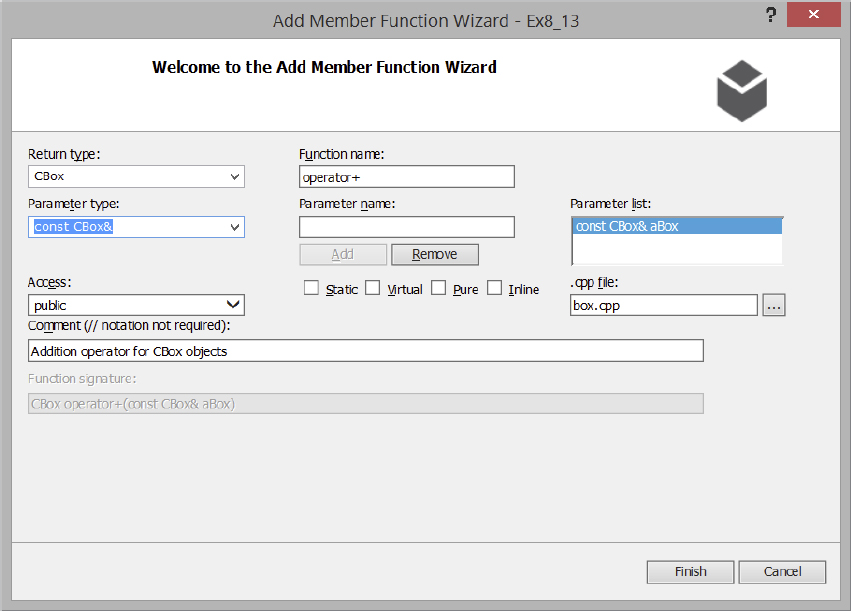 Add Member Function Wizard - Ex8_13
?
Welcome to the Add Member Function Wizard
Return type: Function name:
CBox operator+
Parameter type: Parameter name: Parameter list:
const CBox& const CBox& aBox
Add Remove
Access: Static Virtual Pure Inline .cpp file:
public box.cpp ...
Comment (// notation not required):
Addition operator for CBox objects
Function signature:
CBox operator+(const CBox& aBox)
Finish Cancel